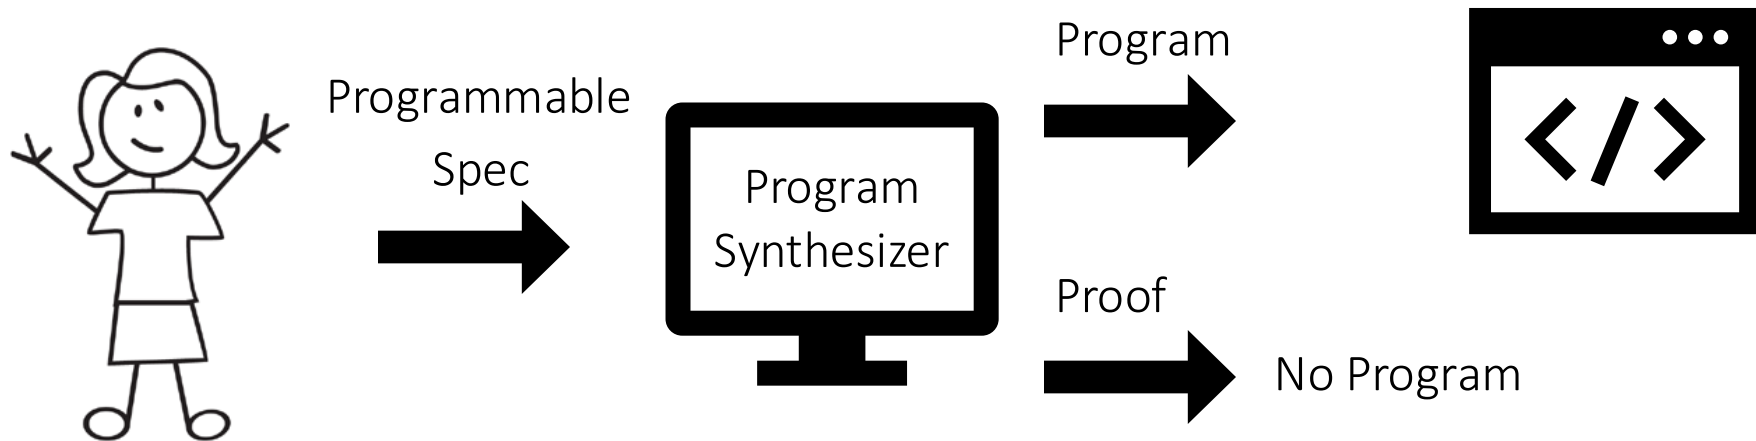 Programmable
Spec
Program
Synthesizer
Program
</>
Proof
No Program